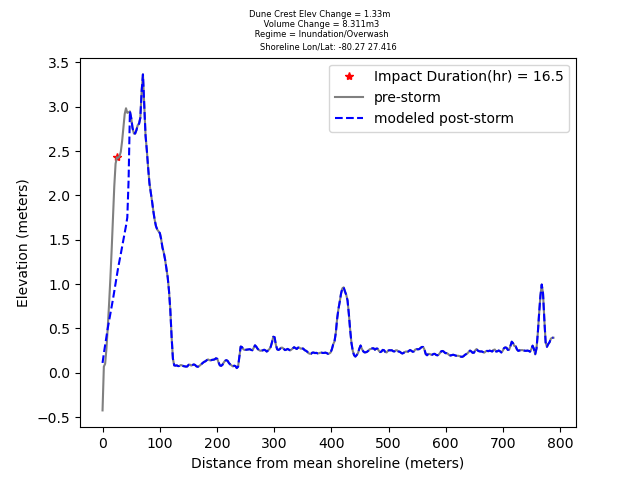 Dune Crest Elev Change = 1.33m
Volume Change = 8.311m3
Regime = Inundation/Overwash
Shoreline Lon/Lat: -80.27 27.416
Impact Duration(hr) = 16.5
pre-storm
modeled post-storm
3.5
3.0
2.5
2.0
1.5
1.0
0.5
0.0
−0.5
Elevation (meters)
0 100 200 300 400 500 600 700 800
Distance from mean shoreline (meters)